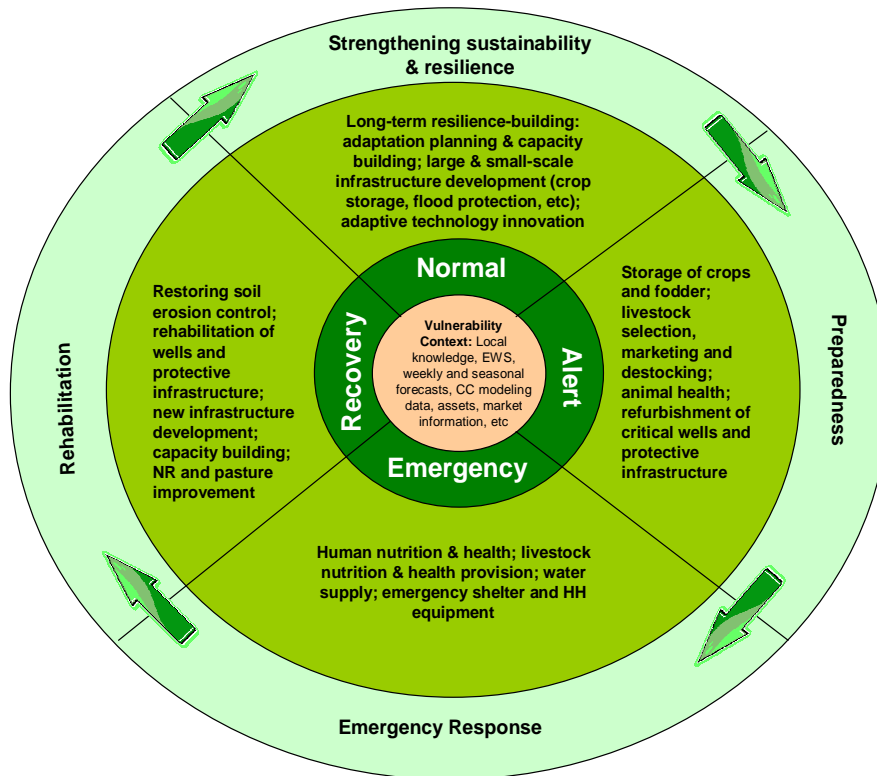 Strengthening sustainability
& resilience
Long-term resilience-building:
adaptation planning & capacity
building; large & small-scale
infrastructure development (crop
storage, flood protection, etc);
adaptive technology innovation
Normal
Storage of crops
and fodder;
livestock
selection,
marketing and
destocking;
animal health;
refurbishment of
critical wells and
protective
infrastructure
Alert
Preparedness
Vulnerability
Context: Local
knowledge, EWS,
weekly and seasonal
forecasts, CC modeling
data, assets, market
information, etc
Recovery
Restoring soil
erosion control;
rehabilitation of
wells and
protective
infrastructure;
new infrastructure
development;
capacity building;
NR and pasture
improvement
Rehabilitation
Emergency
Human nutrition & health; livestock
nutrition & health provision; water
supply; emergency shelter and HH
equipment
Emergency Response